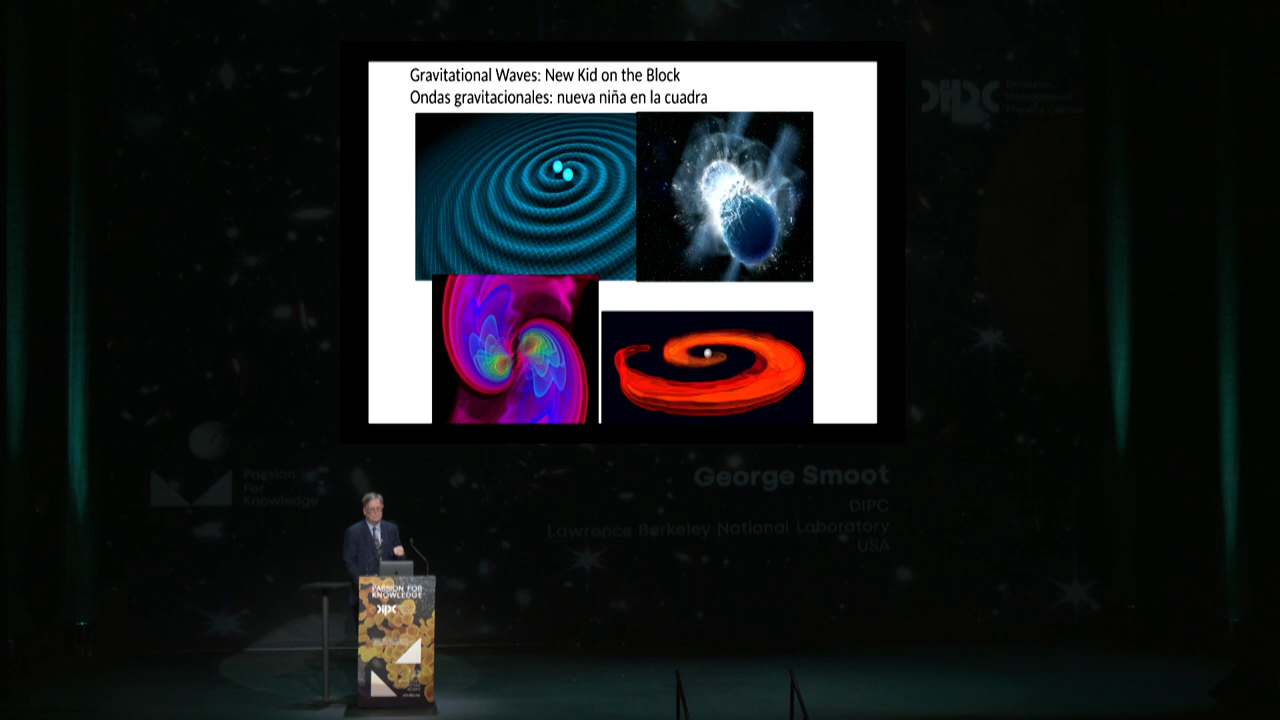 Gravitational Waves: New Kid on the Block
Ondas gravitacionales: nueva niña en la cuadra
DIPC
Passion
For
Knowledge
George Smoot
DIPC
Lawrence Berkeley National Laboratory
USA
PASSION FOR
KNOWLEDGE
DIPC